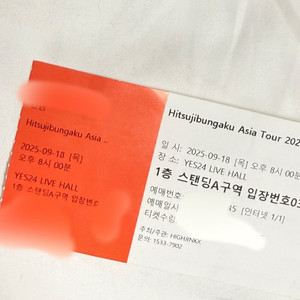 Hitsujibungaku Asia ..
2025-09-18 [목]
오후 8시 00분
YES24 LIVE HALL
1층 스탠딩A구역 입장번호
Hitsujibungaku Asia Tour 202
일 시: 2025-09-18 [목] 오후 8시 00분
장 소: YES24 LIVE HALL
1층 스탠딩A구역 입장번호03
예매번호:
예매일시 45 [인터넷 1/1]
티켓수령:
주최/주관: HIGHJINKX
문의: 1533-7902